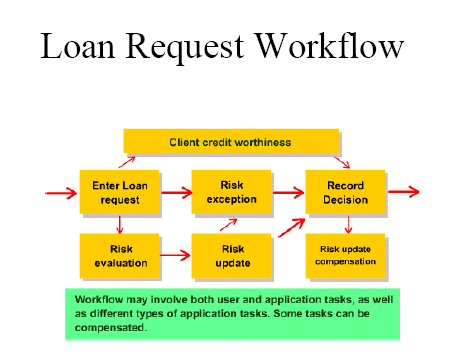 Loan Request Workflow
Client credit worthiness
Enter Loan
request
Risk
exception
Record
Decision
Risk
evaluation
Risk
update
Risk update
compensation
Workflow may involve both user and application tasks, as well
as different types of application tasks. Some tasks can be
compensated.